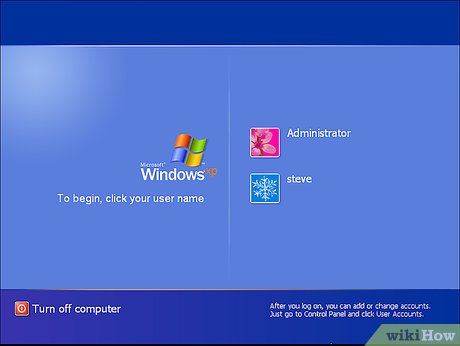 Microsoft
Windows xp
To begin, click your user name
Administrator
steve
Turn off computer
After you log on, you can add or change accounts.
Just go to Control Panel and click User Accounts.
wikiHow